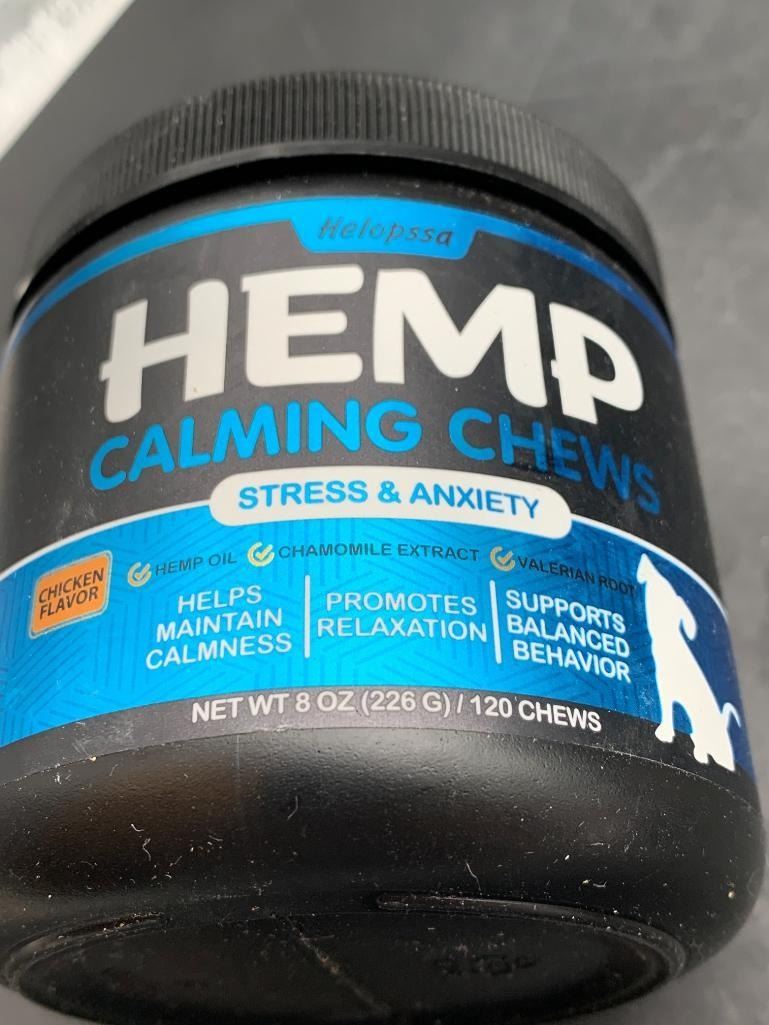 Helopssa
HEMP
CALMING CHEWS
STRESS & ANXIETY
HEMP OIL
CHAMOMILE EXTRACT
VALERIAN ROOT
CHICKEN
FLAVOR
HELPS
MAINTAIN
CALMNESS
PROMOTES
RELAXATION
SUPPORTS
BALANCED
BEHAVIOR
NET WT 8 OZ (226 G) / 120 CHEWS